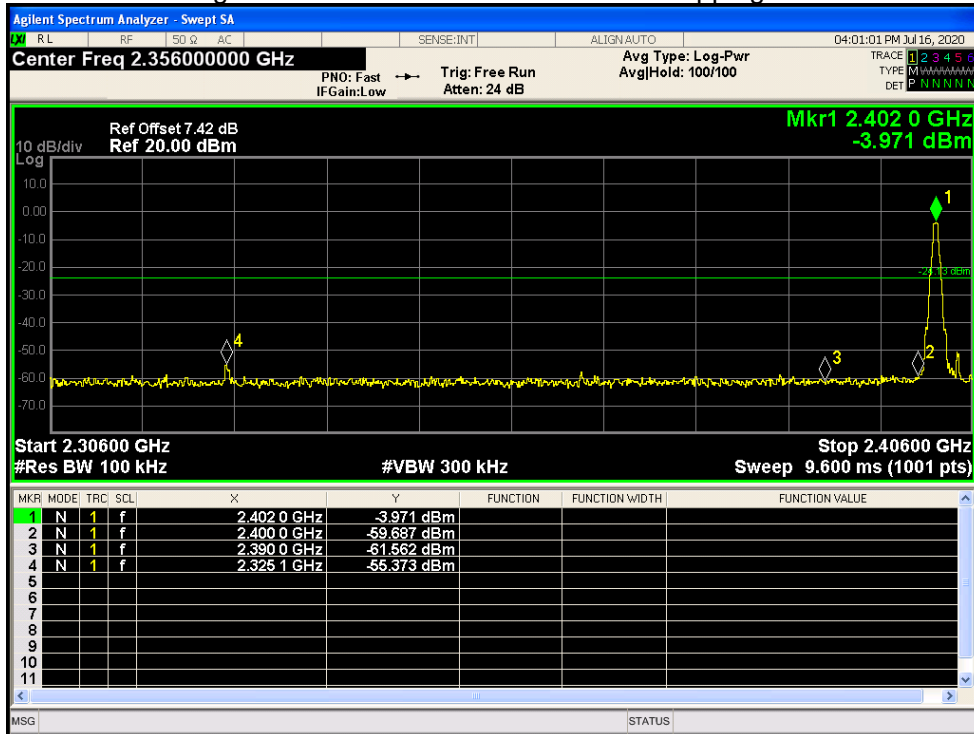 Agilent Spectrum Analyzer - Swept SA
LXI RL RF 50 Ω AC SENSE:INT ALIGN AUTO 04:01:01 PM Jul 16, 2020
Center Freq 2.356000000 GHz
PNO: Fast
IFGain:Low
Trig: Free Run
Atten: 24 dB
Avg Type: Log-Pwr
Avg|Hold: 100/100
TRACE 1 2 3 4 5 6
TYPE M
DET P N N N N N
Ref Offset 7.42 dB
10 dB/div Ref 20.00 dBm
Log
Mkr1 2.402 0 GHz
-3.971 dBm
10.0
0.00
-10.0
-20.0
-30.0
-40.0
-50.0
-60.0
-70.0
1
4
3
2
Start 2.30600 GHz Stop 2.40600 GHz
#Res BW 100 kHz #VBW 300 kHz Sweep 9.600 ms (1001 pts)
MKR MODE TRC SCL X Y FUNCTION FUNCTION WIDTH FUNCTION VALUE
1 N 1 f 2.402 0 GHz -3.971 dBm
2 N 1 f 2.400 0 GHz -59.687 dBm
3 N 1 f 2.390 0 GHz -61.562 dBm
4 N 1 f 2.325 1 GHz -55.373 dBm
5
6
7
8
9
10
11
MSG STATUS